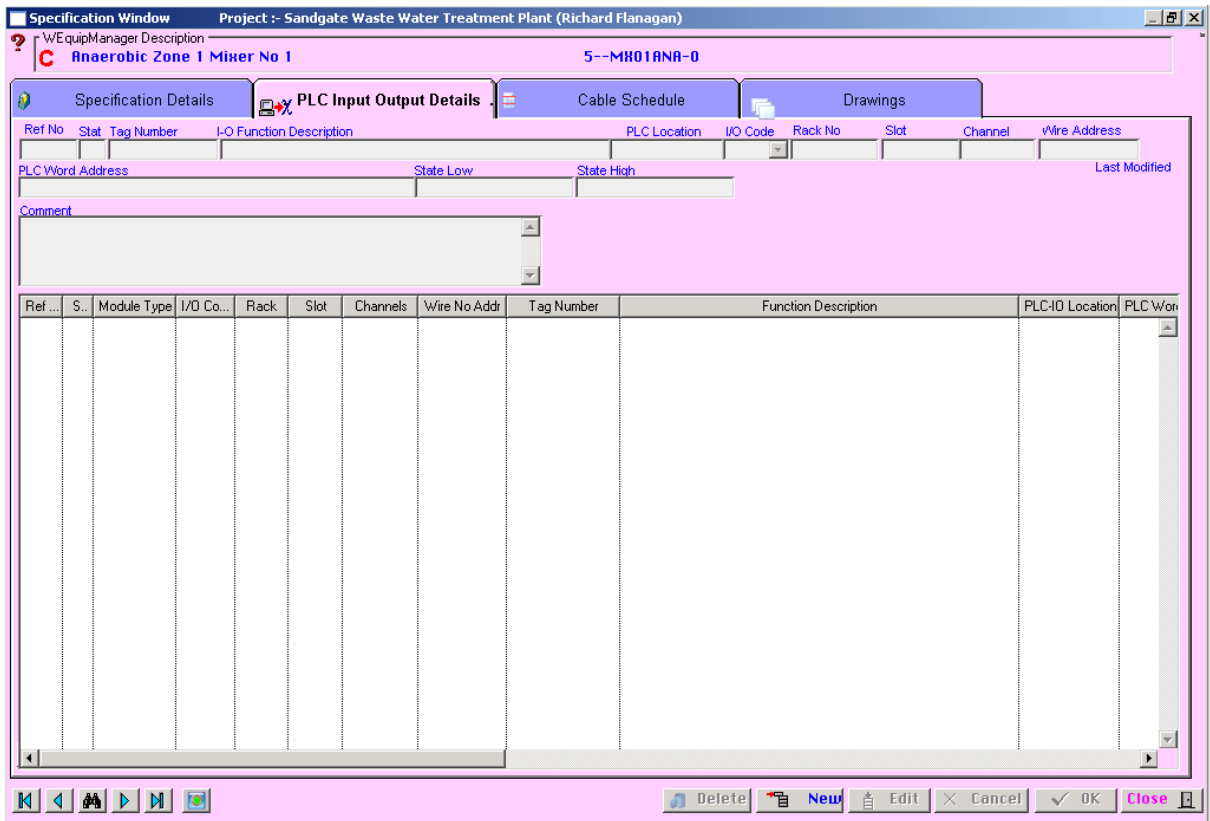 Specification Window Project :- Sandgate Waste Water Treatment Plant (Richard Flanagan)
WEquipManager Description
C Anaerobic Zone 1 Mixer No 1 5--MX01ANA-0
Specification Details PLC Input Output Details . Cable Schedule Drawings
Ref No Stat Tag Number I-O Function Description PLC Location I/O Code Rack No Slot Channel Wire Address
PLC Word Address State Low State High Last Modified
Comment
Ref ... S.. Module Type I/O Co... Rack Slot Channels Wire No Addr Tag Number Function Description PLC-IO Location PLC Wor
Delete New Edit Cancel OK Close